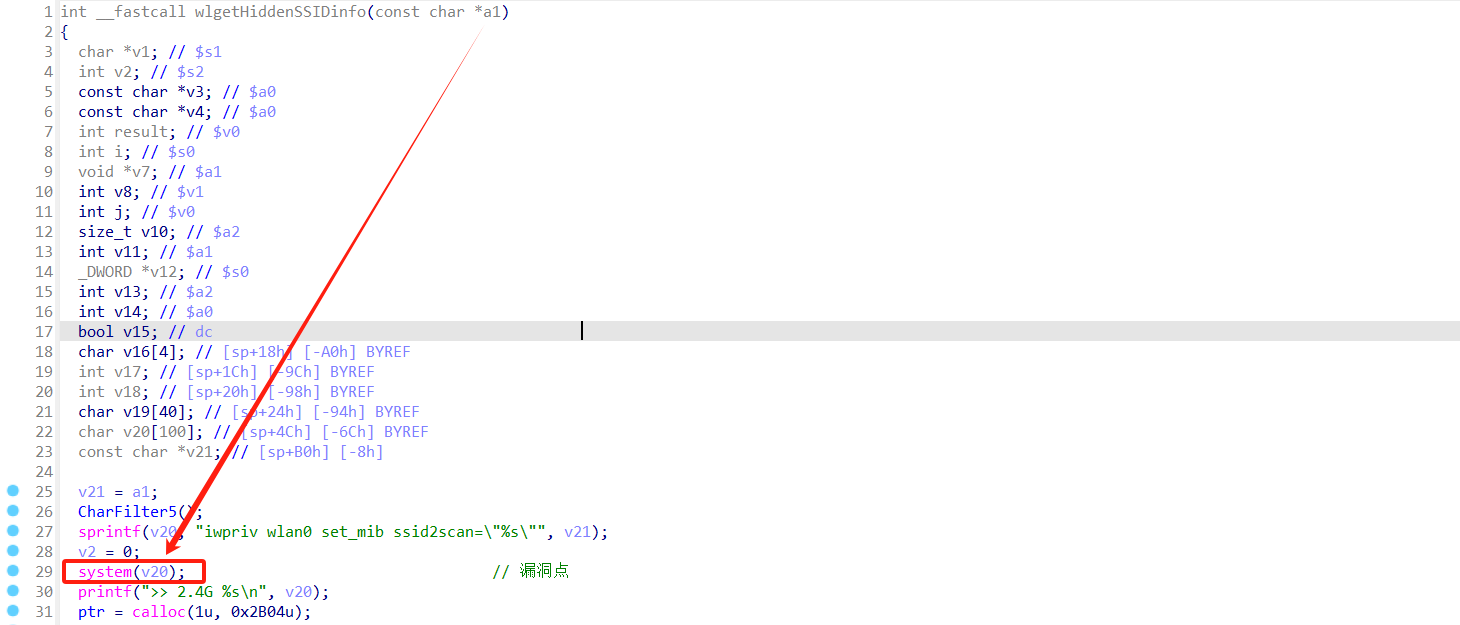 1 int __fastcall wlgetHiddenSSIDinfo(const char *a1)
2 {
3 char *v1; // $s1
4 int v2; // $s2
5 const char *v3; // $a0
6 const char *v4; // $a0
7 int result; // $v0
8 int i; // $s0
9 void *v7; // $a1
10 int v8; // $v1
11 int j; // $v0
12 size_t v10; // $a2
13 int v11; // $a1
14 _DWORD *v12; // $s0
15 int v13; // $a2
16 int v14; // $a0
17 bool v15; // dc
18 char v16[4]; // [sp+18h] [-A0h] BYREF
19 int v17; // [sp+1Ch] [-9Ch] BYREF
20 int v18; // [sp+20h] [-98h] BYREF
21 char v19[40]; // [sp+24h] [-94h] BYREF
22 char v20[100]; // [sp+4Ch] [-6Ch] BYREF
23 const char *v21; // [sp+B0h] [-8h]
24
25 v21 = a1;
26 CharFilter5();
27 sprintf(v20, "iwpriv wlan0 set_mib ssid2scan=\"%s\"", v21);
28 v2 = 0;
29 system(v20); // 漏洞点
30 printf(">> 2.4G %s\n", v20);
31 ptr = calloc(1u, 0x2B04u);